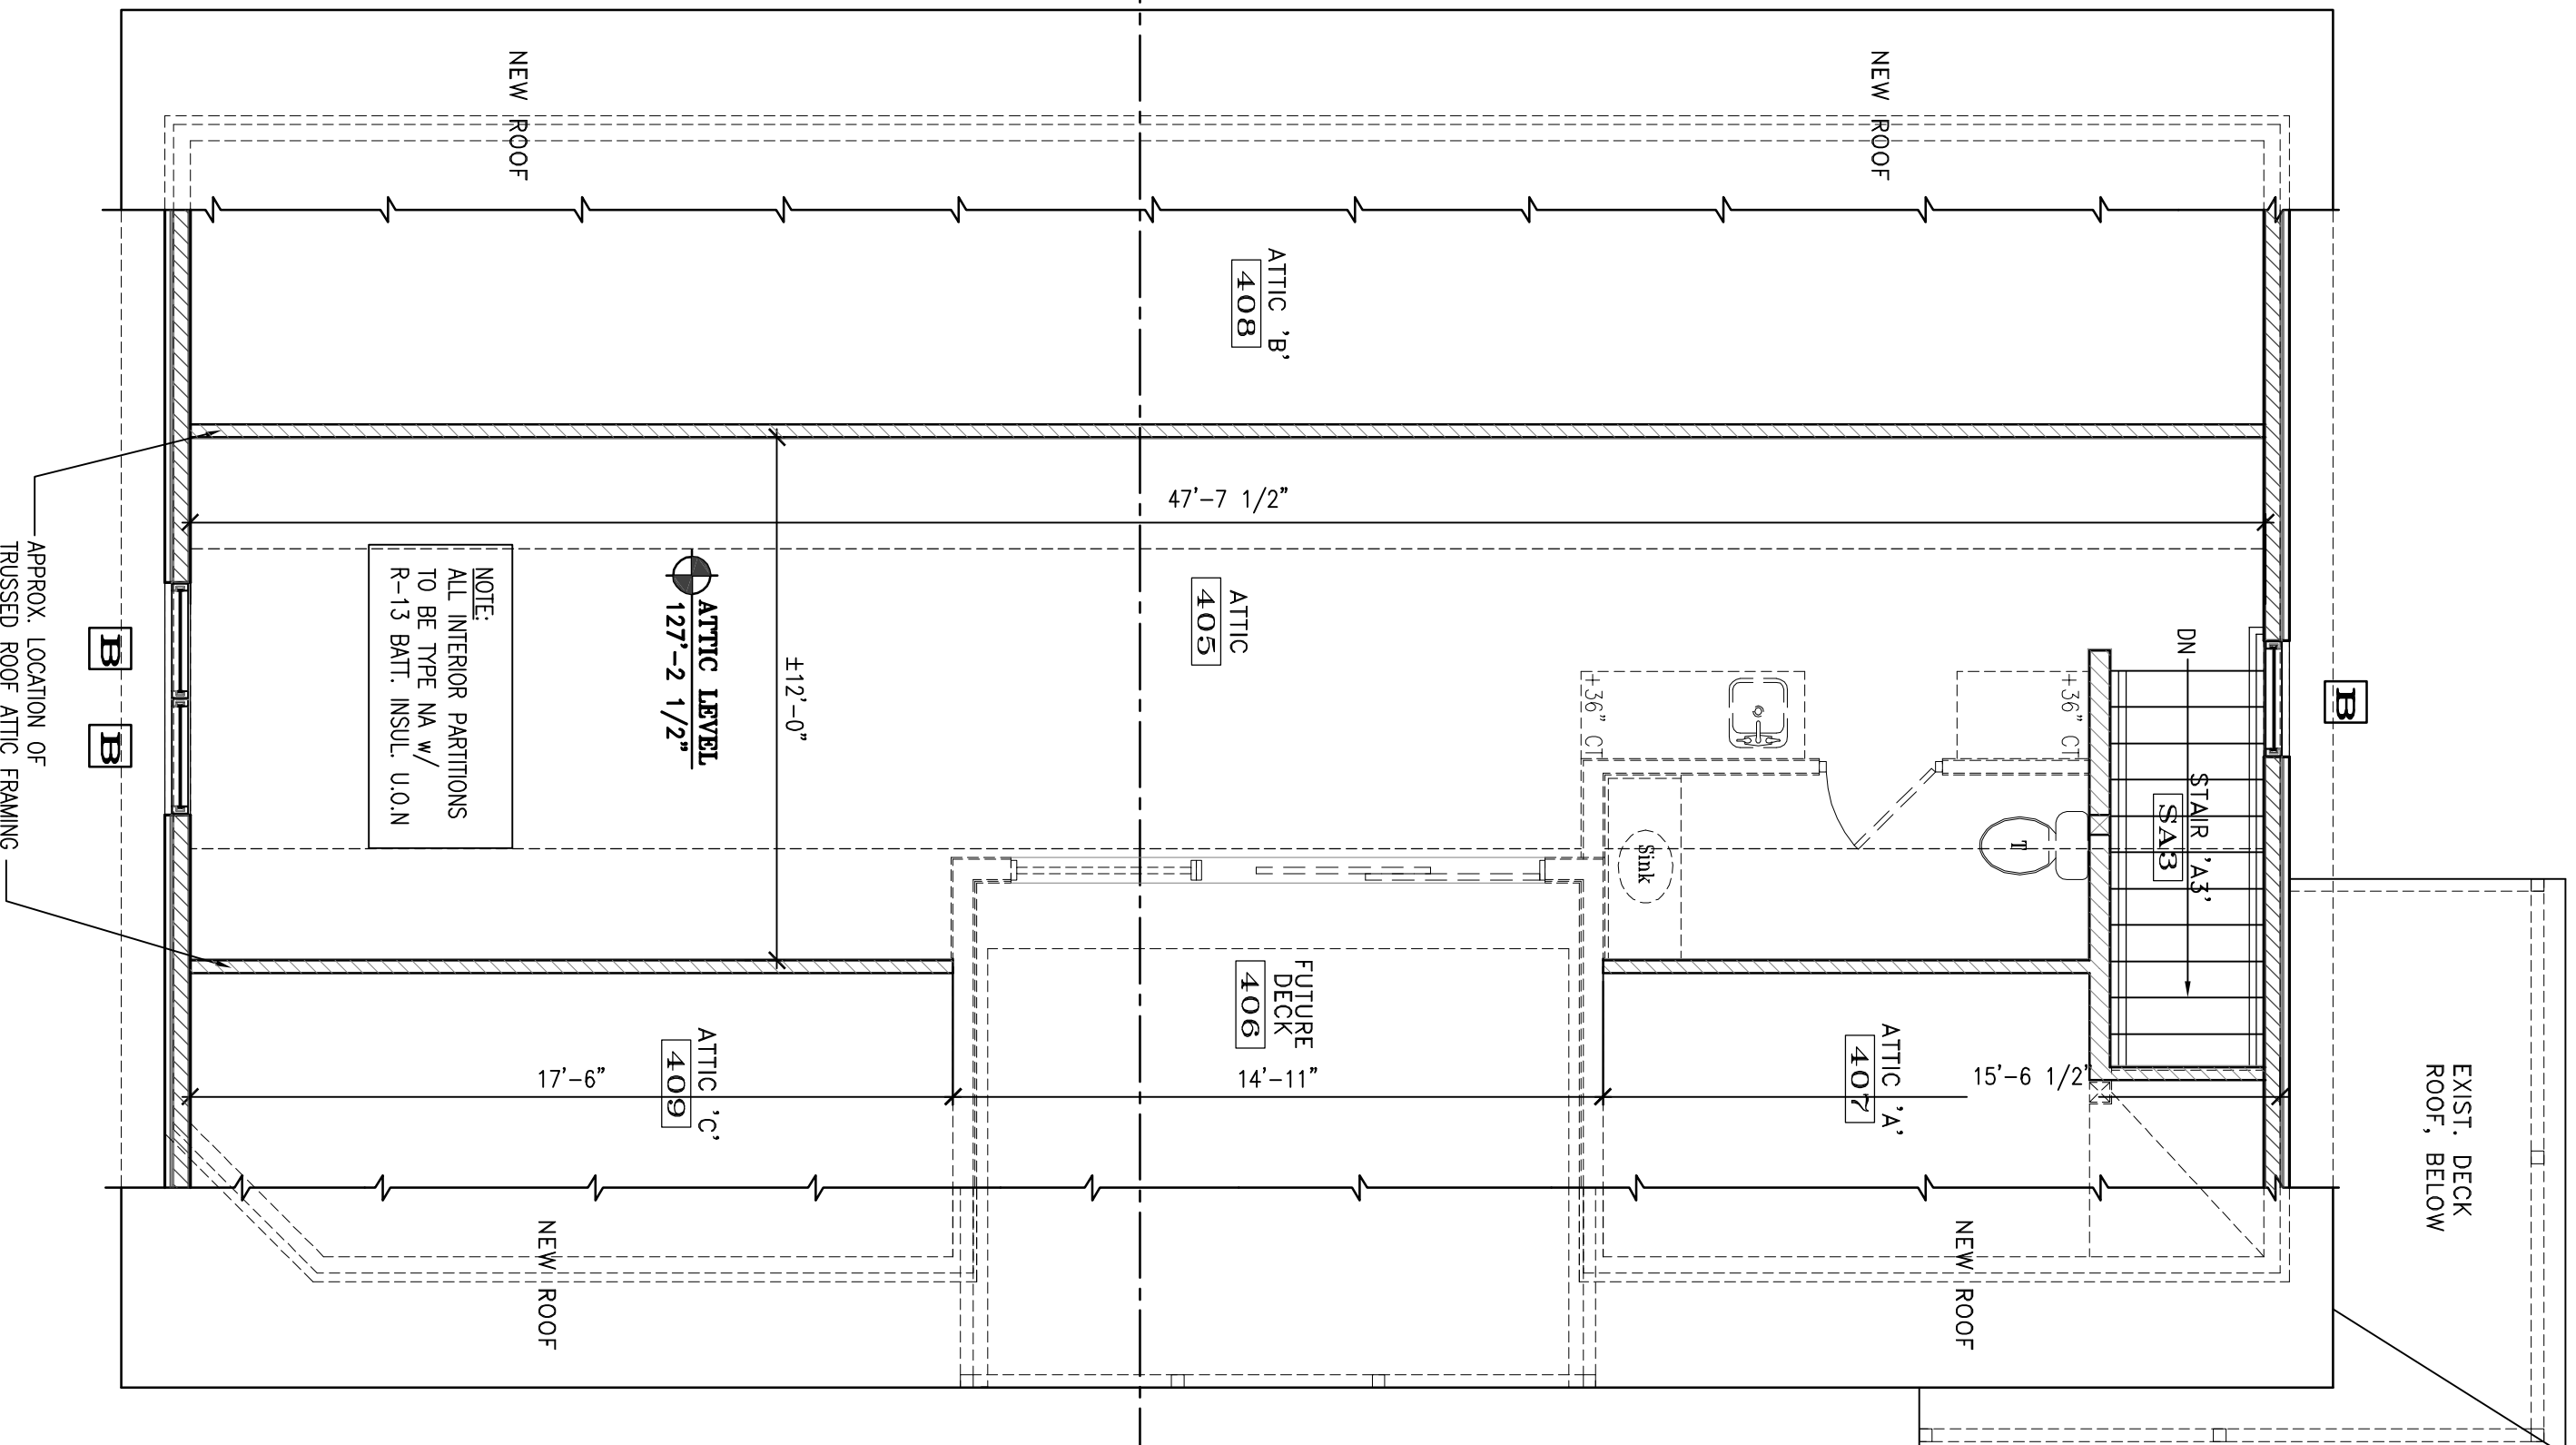 NEW ROOF
NEW ROOF
ATTIC 'B'
408
47'-7 1/2"
ATTIC
405
DN
STAIR 'A3'
SA3
B
+36" CT
+36" CT
T
Sink
ATTIC LEVEL
127'-2 1/2"
±12'-0"
NOTE:
ALL INTERIOR PARTITIONS
TO BE TYPE NA w/
R-13 BATT. INSUL. U.O.N
B
B
APPROX. LOCATION OF
TRUSSED ROOF ATTIC FRAMING
FUTURE
DECK
406
ATTIC 'A'
407
ATTIC 'C'
409
17'-6"
14'-11"
15'-6 1/2"
EXIST. DECK
ROOF, BELOW
NEW ROOF
NEW ROOF